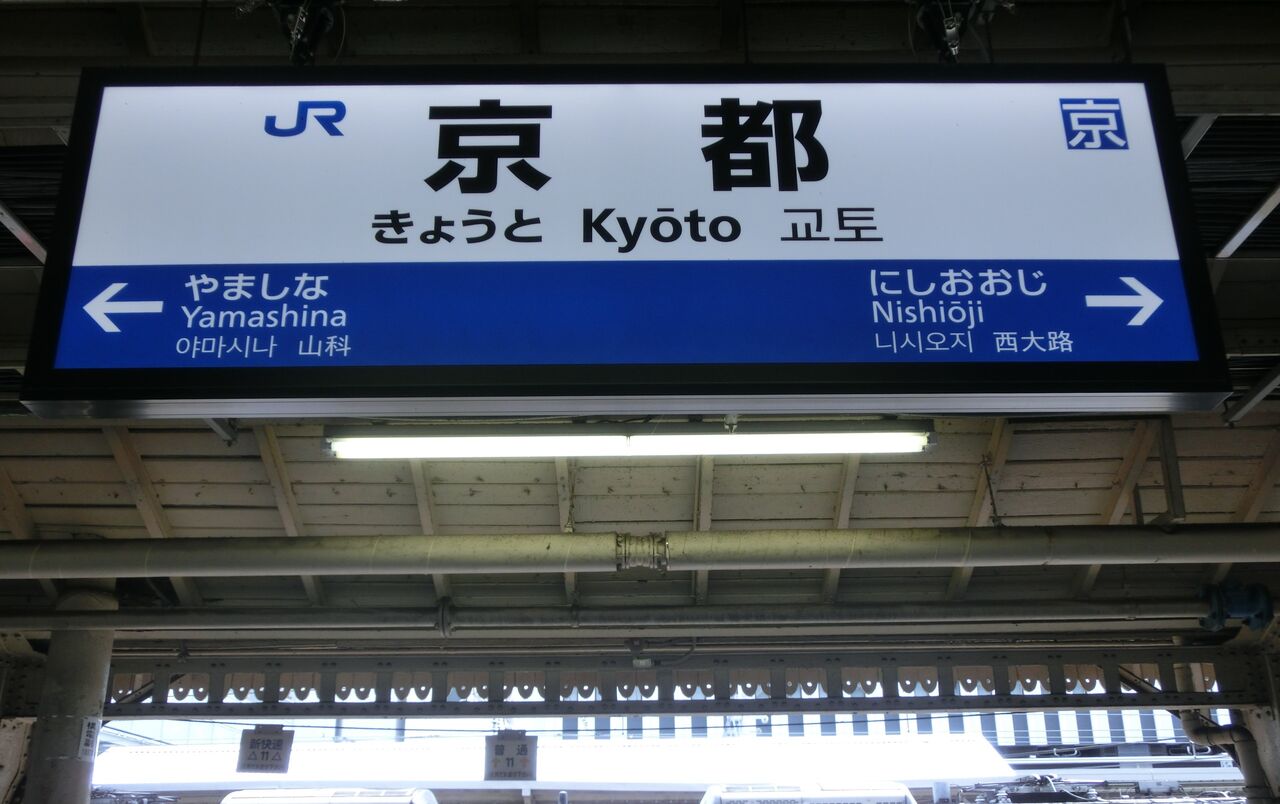 JR 京都 京
きょうと Kyōto 교토
やましな
Yamashina
야마시나 山科
にしおおじ
Nishiōji
니시오지 西大路
新快速
△11△
普通
11